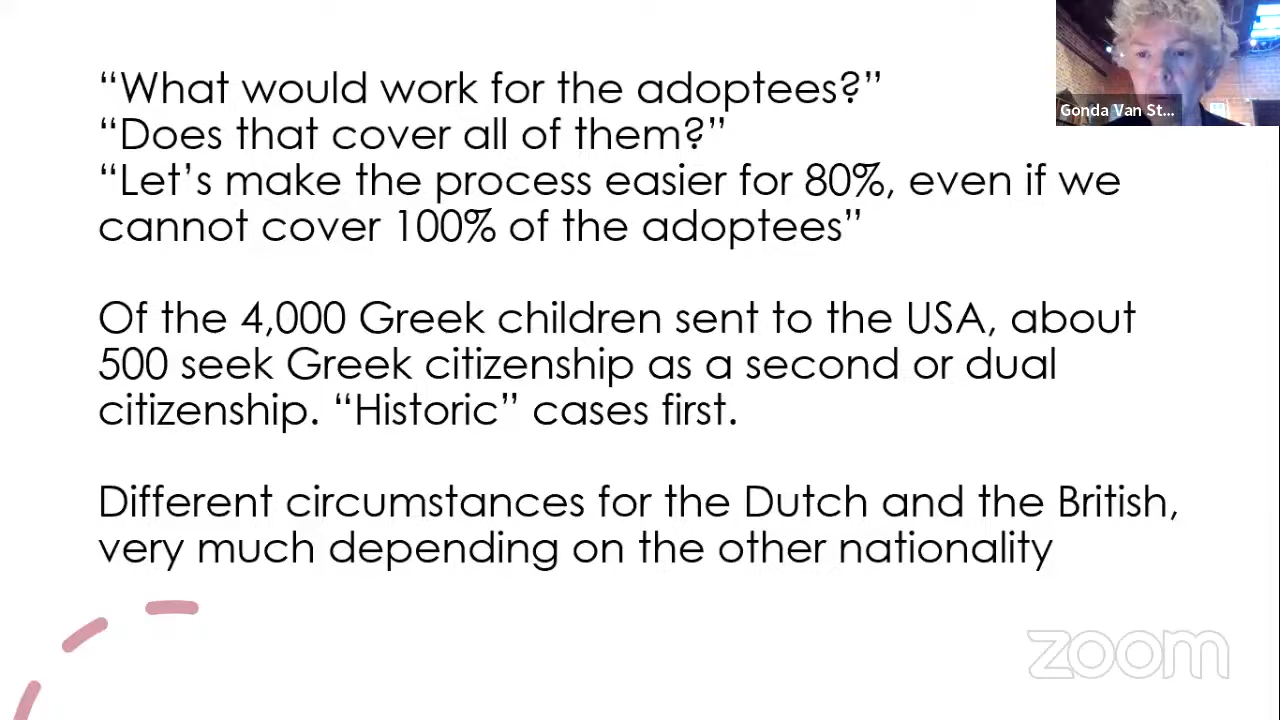 “What would work for the adoptees?”
“Does that cover all of them?”
“Let’s make the process easier for 80%, even if we
cannot cover 100% of the adoptees”
Of the 4,000 Greek children sent to the USA, about
500 seek Greek citizenship as a second or dual
citizenship. “Historic” cases first.
Different circumstances for the Dutch and the British,
very much depending on the other nationality
Gonda Van St...
zoom